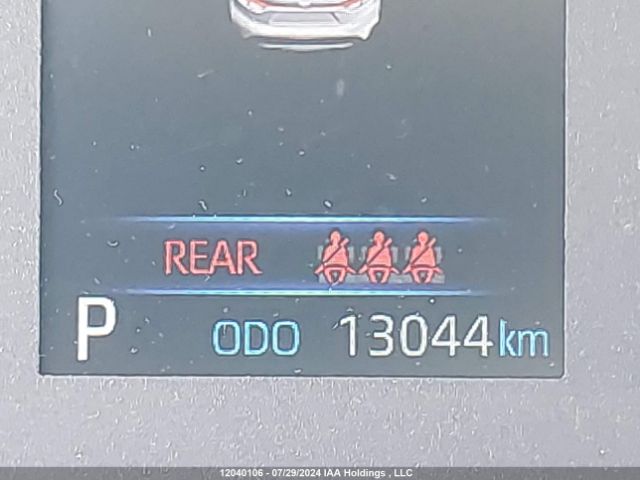 REAR
P ODO 13044 km
12040106 - 07/29/2024 IAA Holdings , LLC